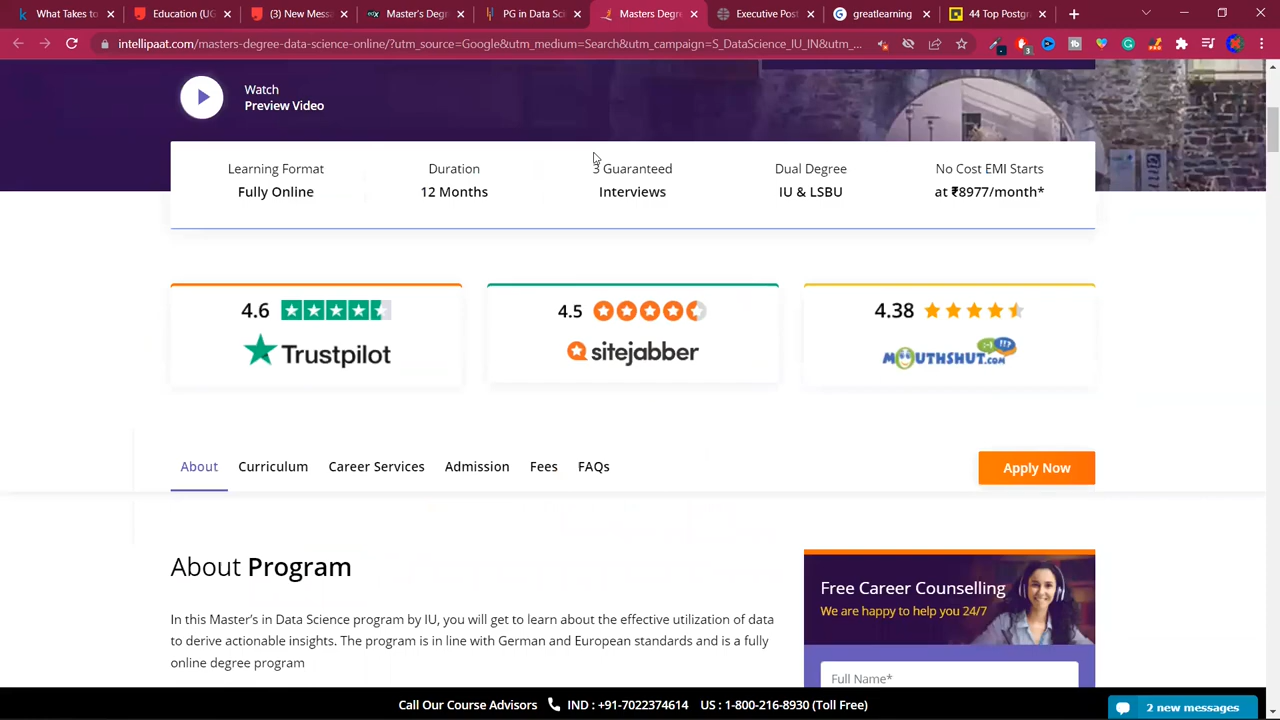 What Takes to
Education (UG
(3) New Messa
Master's Degr
PG in Data Scie
Masters Degre
Executive Post
greatlearning
44 Top Postgr
intellipaat.com/masters-degree-data-science-online/?utm_source=Google&utm_medium=Search&utm_campaign=S_DataScience_IU_IN&utm_...
Watch
Preview Video
Learning Format
Fully Online
Duration
12 Months
3 Guaranteed
Interviews
Dual Degree
IU & LSBU
No Cost EMI Starts
at ₹8977/month*
4.6
Trustpilot
4.5
sitejabber
4.38
MOUTHSHUT.COM
About Curriculum Career Services Admission Fees FAQs
Apply Now
About Program
In this Master's in Data Science program by IU, you will get to learn about the effective utilization of data
to derive actionable insights. The program is in line with German and European standards and is a fully
online degree program
Free Career Counselling
We are happy to help you 24/7
Full Name*
Call Our Course Advisors IND : +91-7022374614 US : 1-800-216-8930 (Toll Free)
2 new messages